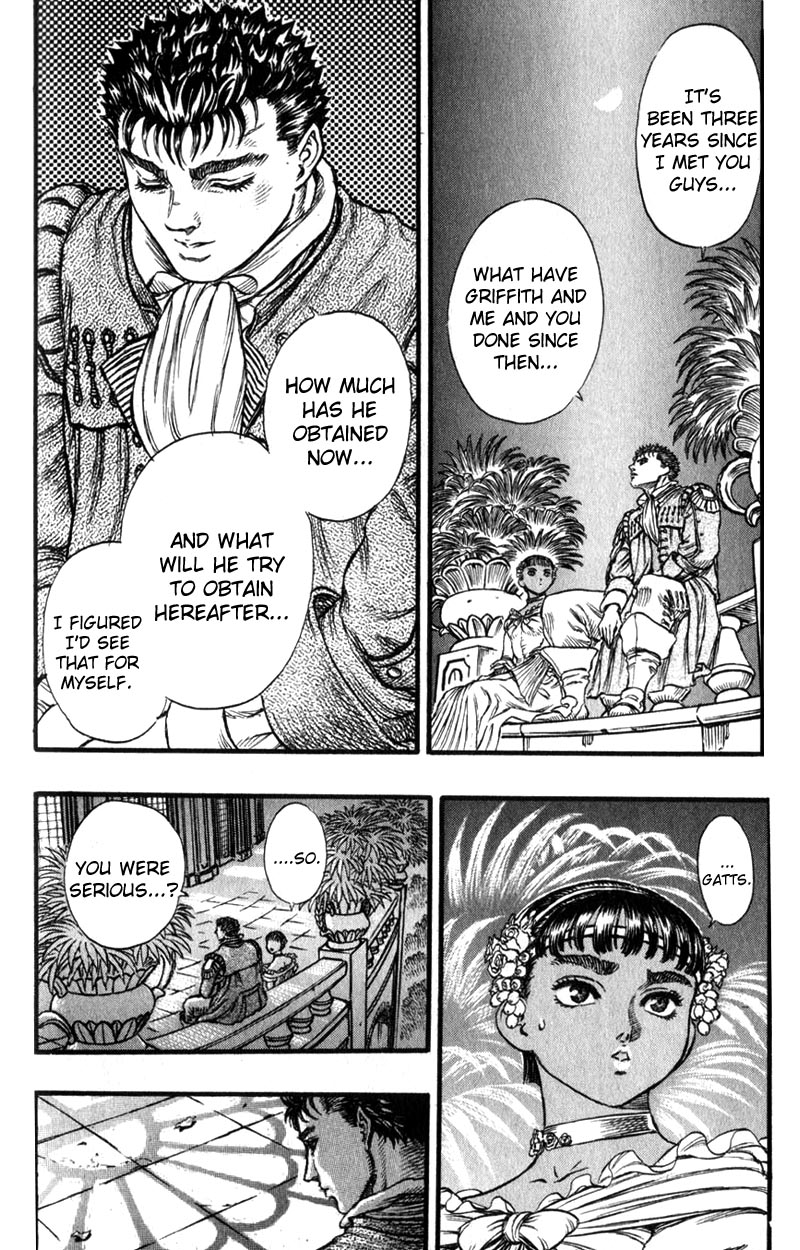 IT'S
BEEN THREE
YEARS SINCE
I MET YOU
GUYS...
WHAT HAVE
GRIFFITH AND
ME AND YOU
DONE SINCE
THEN...
HOW MUCH
HAS HE
OBTAINED
NOW...
AND WHAT
WILL HE TRY
TO OBTAIN
HEREAFTER...
I FIGURED
I'D SEE
THAT FOR
MYSELF.
...
GATTS.
....SO.
YOU WERE
SERIOUS...?